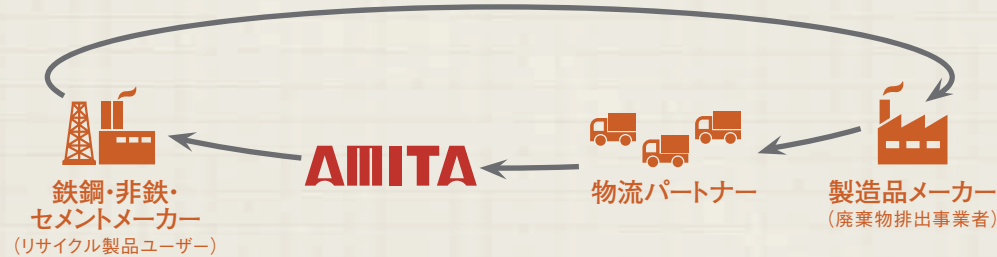 鉄鋼・非鉄・
セメントメーカー
（リサイクル製品ユーザー）
AMITA
物流パートナー
製造品メーカー
（廃棄物排出事業者）